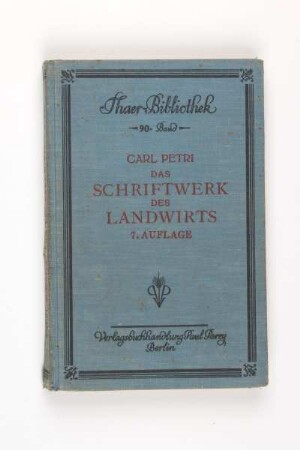 Thaer-Bibliothek
90. Band
CARL PETRI
DAS
SCHRIFTWERK
DES
LANDWIRTS
7. AUFLAGE
Verlagsbuchhandlung Paul Parey
Berlin